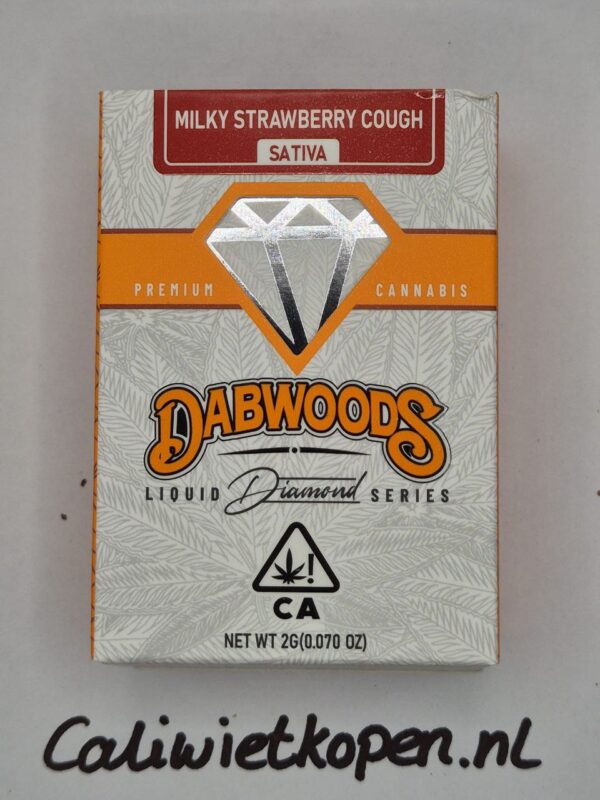 MILKY STRAWBERRY COUGH
SATIVA
PREMIUM CANNABIS
DABWOODS
LIQUID Diamond SERIES
!
CA
NET WT 2G(0.070 OZ)
Caliwietkopen.nl